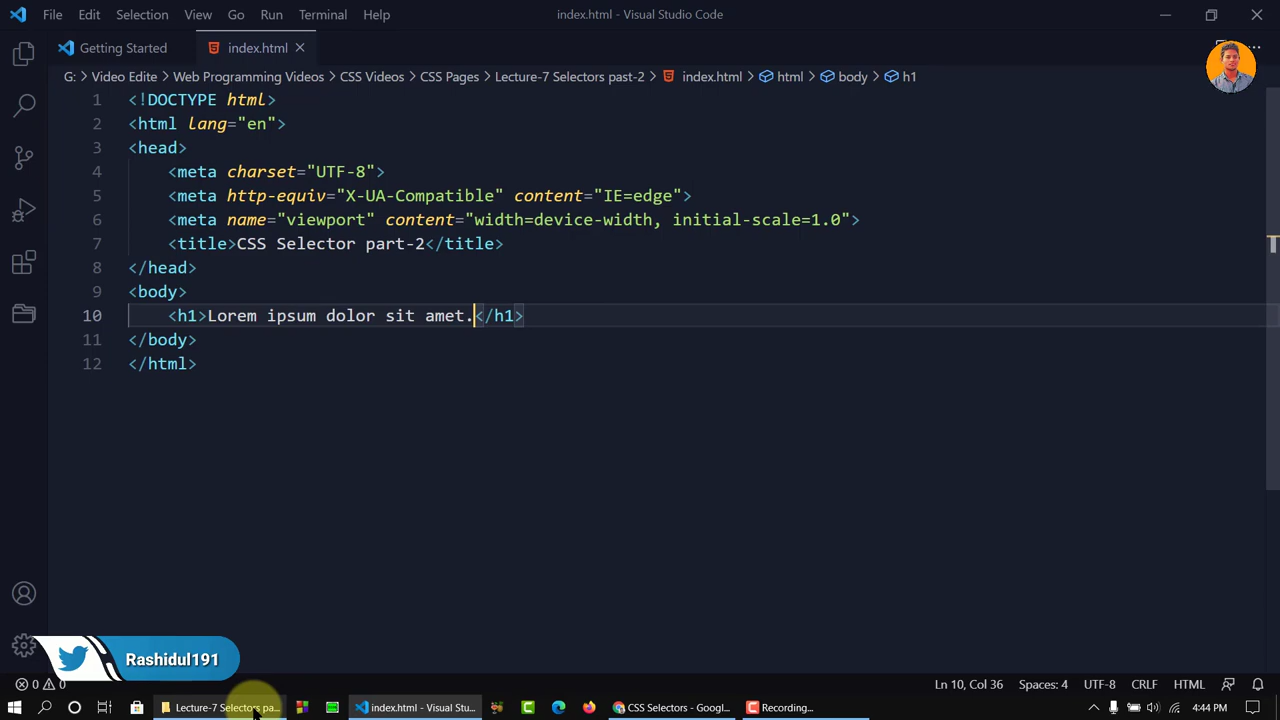 File Edit Selection View Go Run Terminal Help index.html - Visual Studio Code
Getting Started index.html
G: > Video Edite > Web Programming Videos > CSS Videos > CSS Pages > Lecture-7 Selectors past-2 > index.html > html > body > h1
1 <!DOCTYPE html>
2 <html lang="en">
3 <head>
4 <meta charset="UTF-8">
5 <meta http-equiv="X-UA-Compatible" content="IE=edge">
6 <meta name="viewport" content="width=device-width, initial-scale=1.0">
7 <title>CSS Selector part-2</title>
8 </head>
9 <body>
10 <h1>Lorem ipsum dolor sit amet.</h1>
11 </body>
12 </html>
Rashidul191
0 0 Ln 10, Col 36 Spaces: 4 UTF-8 CRLF HTML
Lecture-7 Selectors pa... index.html - Visual Stu... CSS Selectors - Googl... Recording... 4:44 PM